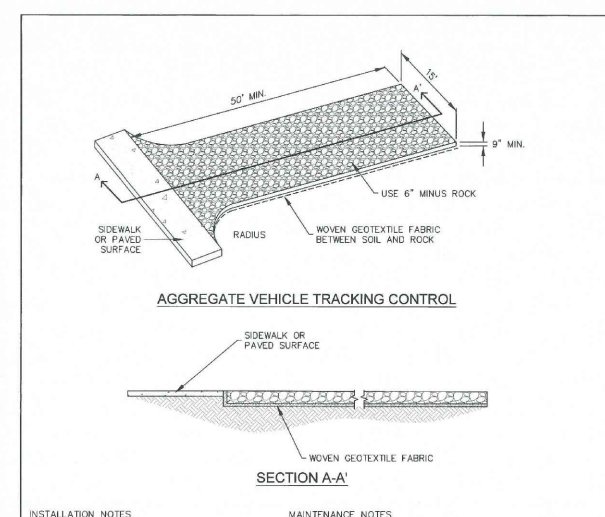 50' MIN.
15'
A'
9" MIN.
A
USE 6" MINUS ROCK
SIDEWALK
OR PAVED
SURFACE
RADIUS
WOVEN GEOTEXTILE FABRIC
BETWEEN SOIL AND ROCK
AGGREGATE VEHICLE TRACKING CONTROL
SIDEWALK OR
PAVED SURFACE
WOVEN GEOTEXTILE FABRIC
SECTION A-A'
INSTALLATION NOTES
MAINTENANCE NOTES